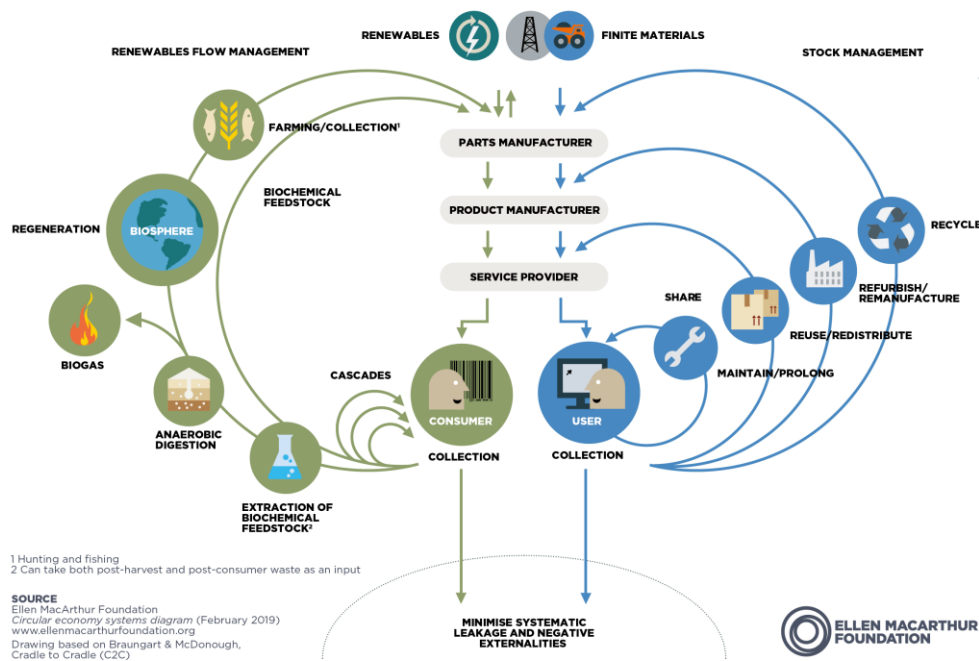 RENEWABLES
FINITE MATERIALS
RENEWABLES FLOW MANAGEMENT
STOCK MANAGEMENT
FARMING/COLLECTION¹
PARTS MANUFACTURER
BIOCHEMICAL
FEEDSTOCK
PRODUCT MANUFACTURER
REGENERATION
BIOSPHERE
RECYCLE
SERVICE PROVIDER
REFURBISH/
REMANUFACTURE
SHARE
REUSE/REDISTRIBUTE
BIOGAS
MAINTAIN/PROLONG
CASCADES
CONSUMER
USER
ANAEROBIC
DIGESTION
COLLECTION
COLLECTION
EXTRACTION OF
BIOCHEMICAL
FEEDSTOCK²
1 Hunting and fishing
2 Can take both post-harvest and post-consumer waste as an input
SOURCE
Ellen MacArthur Foundation
Circular economy systems diagram (February 2019)
www.ellenmacarthurfoundation.org
Drawing based on Braungart & McDonough,
Cradle to Cradle (C2C)
MINIMISE SYSTEMATIC
LEAKAGE AND NEGATIVE
EXTERNALITIES
ELLEN MACARTHUR
FOUNDATION